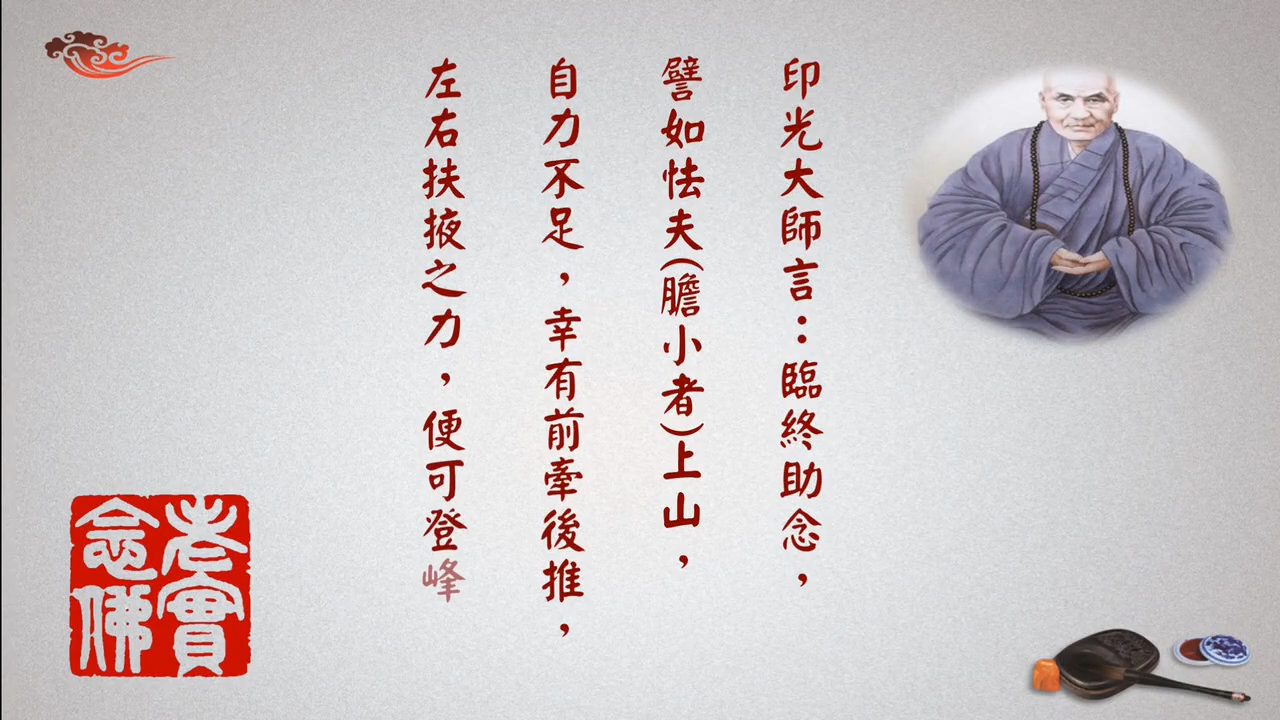 印光大師言：臨終助念，
譬如怯夫(膽小者)上山，
自力不足，幸有前牽後推，
左右扶掖之力，便可登峰
老實
念佛